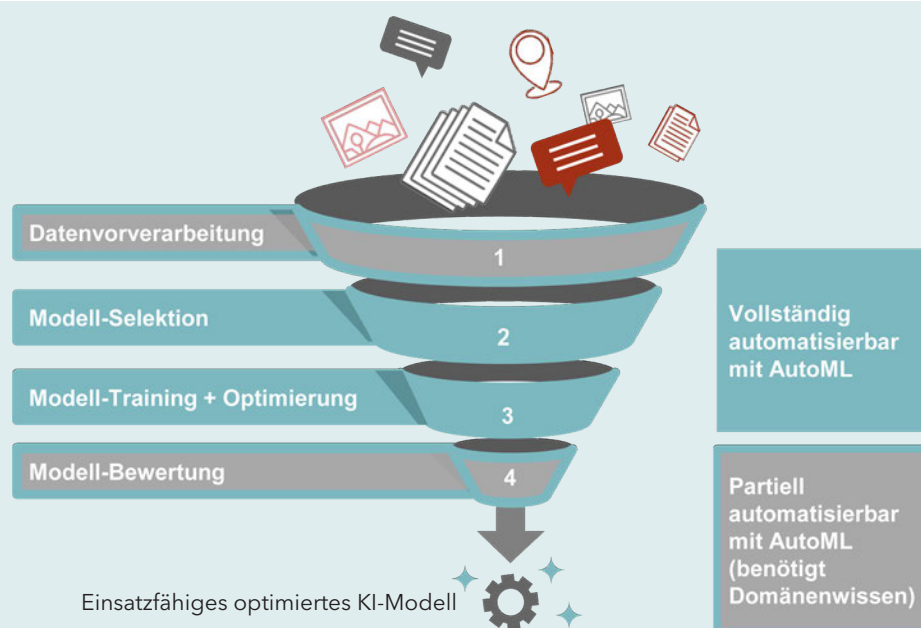 Datenvorverarbeitung
1
Modell-Selektion
2
Modell-Training + Optimierung
3
Modell-Bewertung
4
Einsatzfähiges optimiertes KI-Modell
Vollständig
automatisierbar
mit AutoML
Partiell
automatisierbar
mit AutoML
(benötigt
Domänenwissen)